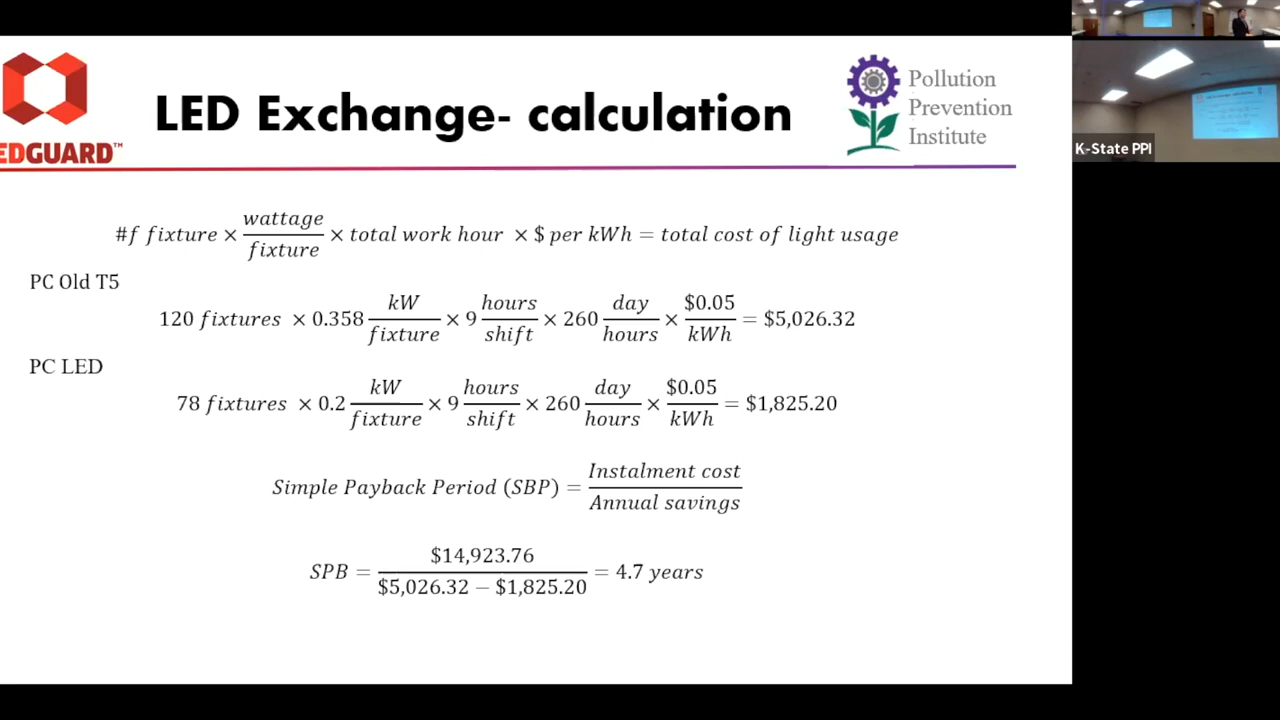 LED Exchange- calculation
EDGUARD™
Pollution
Prevention
Institute
K-State PPI
#f fixture × wattage/fixture × total work hour × $ per kWh = total cost of light usage
PC Old T5
120 fixtures × 0.358 kW/fixture × 9 hours/shift × 260 day/hours × $0.05/kWh = $5,026.32
PC LED
78 fixtures × 0.2 kW/fixture × 9 hours/shift × 260 day/hours × $0.05/kWh = $1,825.20
Simple Payback Period (SBP) = Instalment cost/Annual savings
SPB = $14,923.76/$5,026.32 − $1,825.20 = 4.7 years